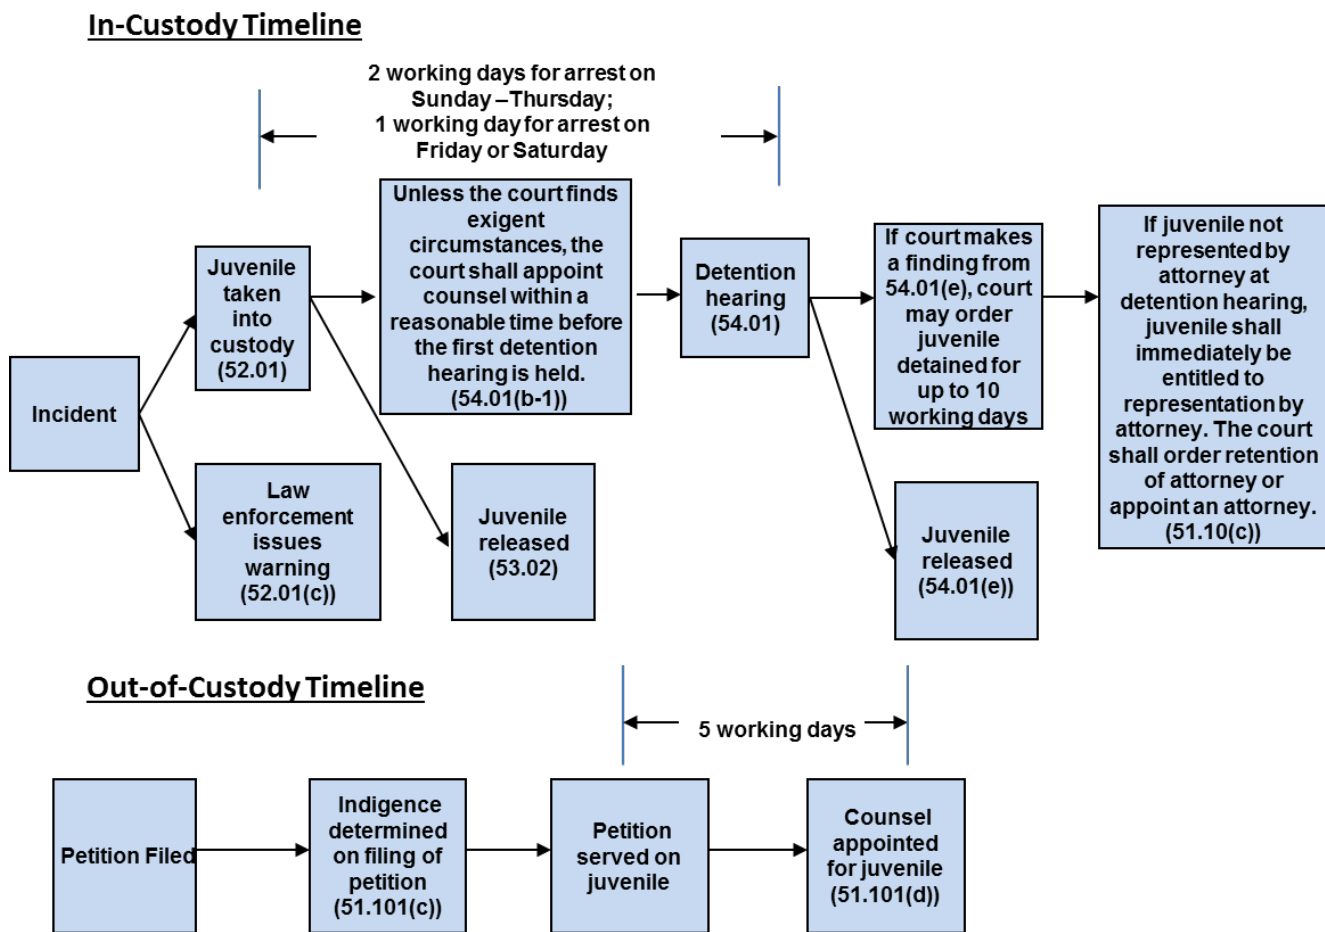 In-Custody Timeline
2 working days for arrest on
Sunday –Thursday;
1 working day for arrest on
Friday or Saturday
Incident
Juvenile
taken
into
custody
(52.01)
Law
enforcement
issues
warning
(52.01(c))
Unless the court finds
exigent
circumstances, the
court shall appoint
counsel within a
reasonable time before
the first detention
hearing is held.
(54.01(b-1))
Juvenile
released
(53.02)
Detention
hearing
(54.01)
If court makes
a finding from
54.01(e), court
may order
juvenile
detained for
up to 10
working days
Juvenile
released
(54.01(e))
If juvenile not
represented by
attorney at
detention hearing,
juvenile shall
immediately be
entitled to
representation by
attorney. The court
shall order retention
of attorney or
appoint an attorney.
(51.10(c))
Out-of-Custody Timeline
5 working days
Petition Filed
Indigence
determined
on filing of
petition
(51.101(c))
Petition
served on
juvenile
Counsel
appointed
for juvenile
(51.101(d))